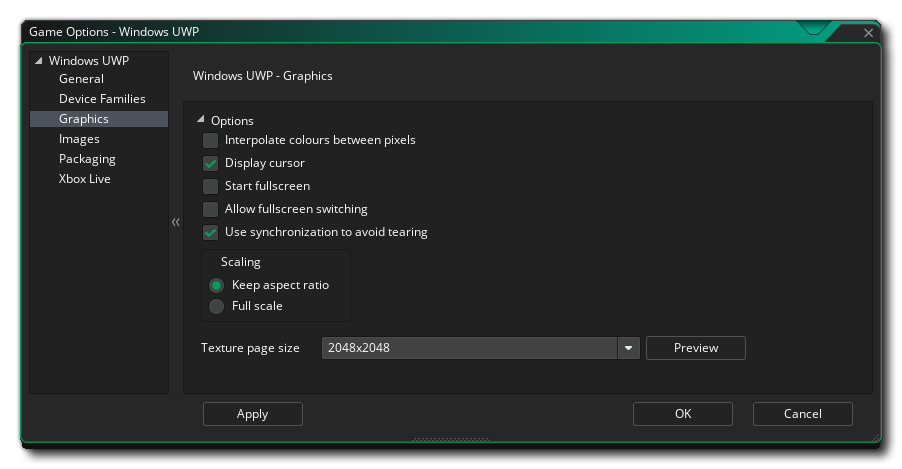 Game Options - Windows UWP
Windows UWP
General
Device Families
Graphics
Images
Packaging
Xbox Live
Windows UWP - Graphics
Options
Interpolate colours between pixels
Display cursor
Start fullscreen
Allow fullscreen switching
Use synchronization to avoid tearing
Scaling
Keep aspect ratio
Full scale
Texture page size 2048x2048 Preview
Apply OK Cancel